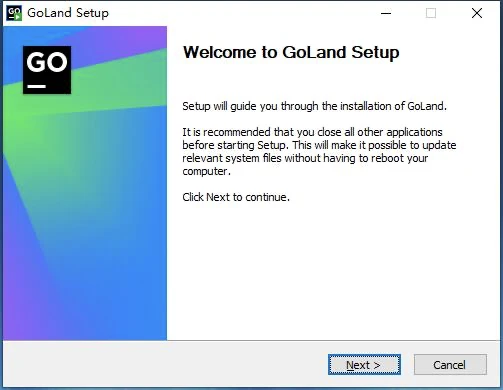 GO GoLand Setup
GO
Welcome to GoLand Setup
Setup will guide you through the installation of GoLand.
It is recommended that you close all other applications
before starting Setup. This will make it possible to update
relevant system files without having to reboot your
computer.
Click Next to continue.
Next >
Cancel